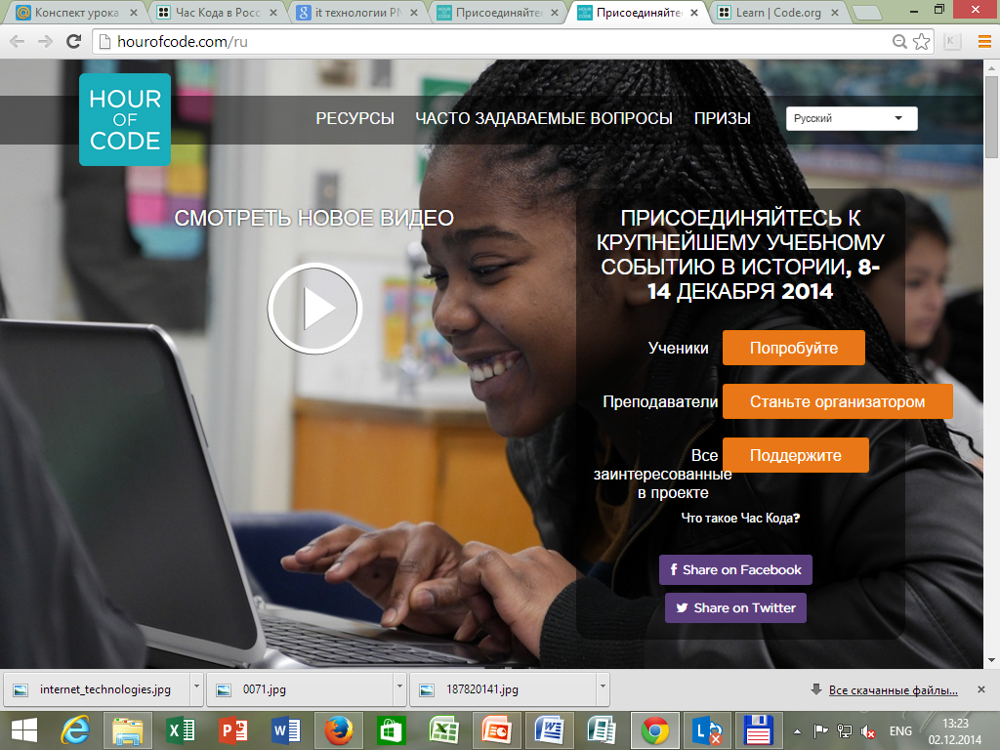 Конспект урока
Час Кода в Росс
it технологии PN
Присоединяйте
Присоединяйте
Learn | Code.org
hourofcode.com/ru
HOUR
OF
CODE
РЕСУРСЫ ЧАСТО ЗАДАВАЕМЫЕ ВОПРОСЫ ПРИЗЫ Русский
СМОТРЕТЬ НОВОЕ ВИДЕО
ПРИСОЕДИНЯЙТЕСЬ К
КРУПНЕЙШЕМУ УЧЕБНОМУ
СОБЫТИЮ В ИСТОРИИ, 8-
14 ДЕКАБРЯ 2014
Ученики Попробуйте
Преподаватели Станьте организатором
Все Поддержите
заинтересованные
в проекте
Что такое Час Кода?
Share on Facebook
Share on Twitter
internet_technologies.jpg 0071.jpg 187820141.jpg Все скачанные файлы...
ENG
13:23
02.12.2014